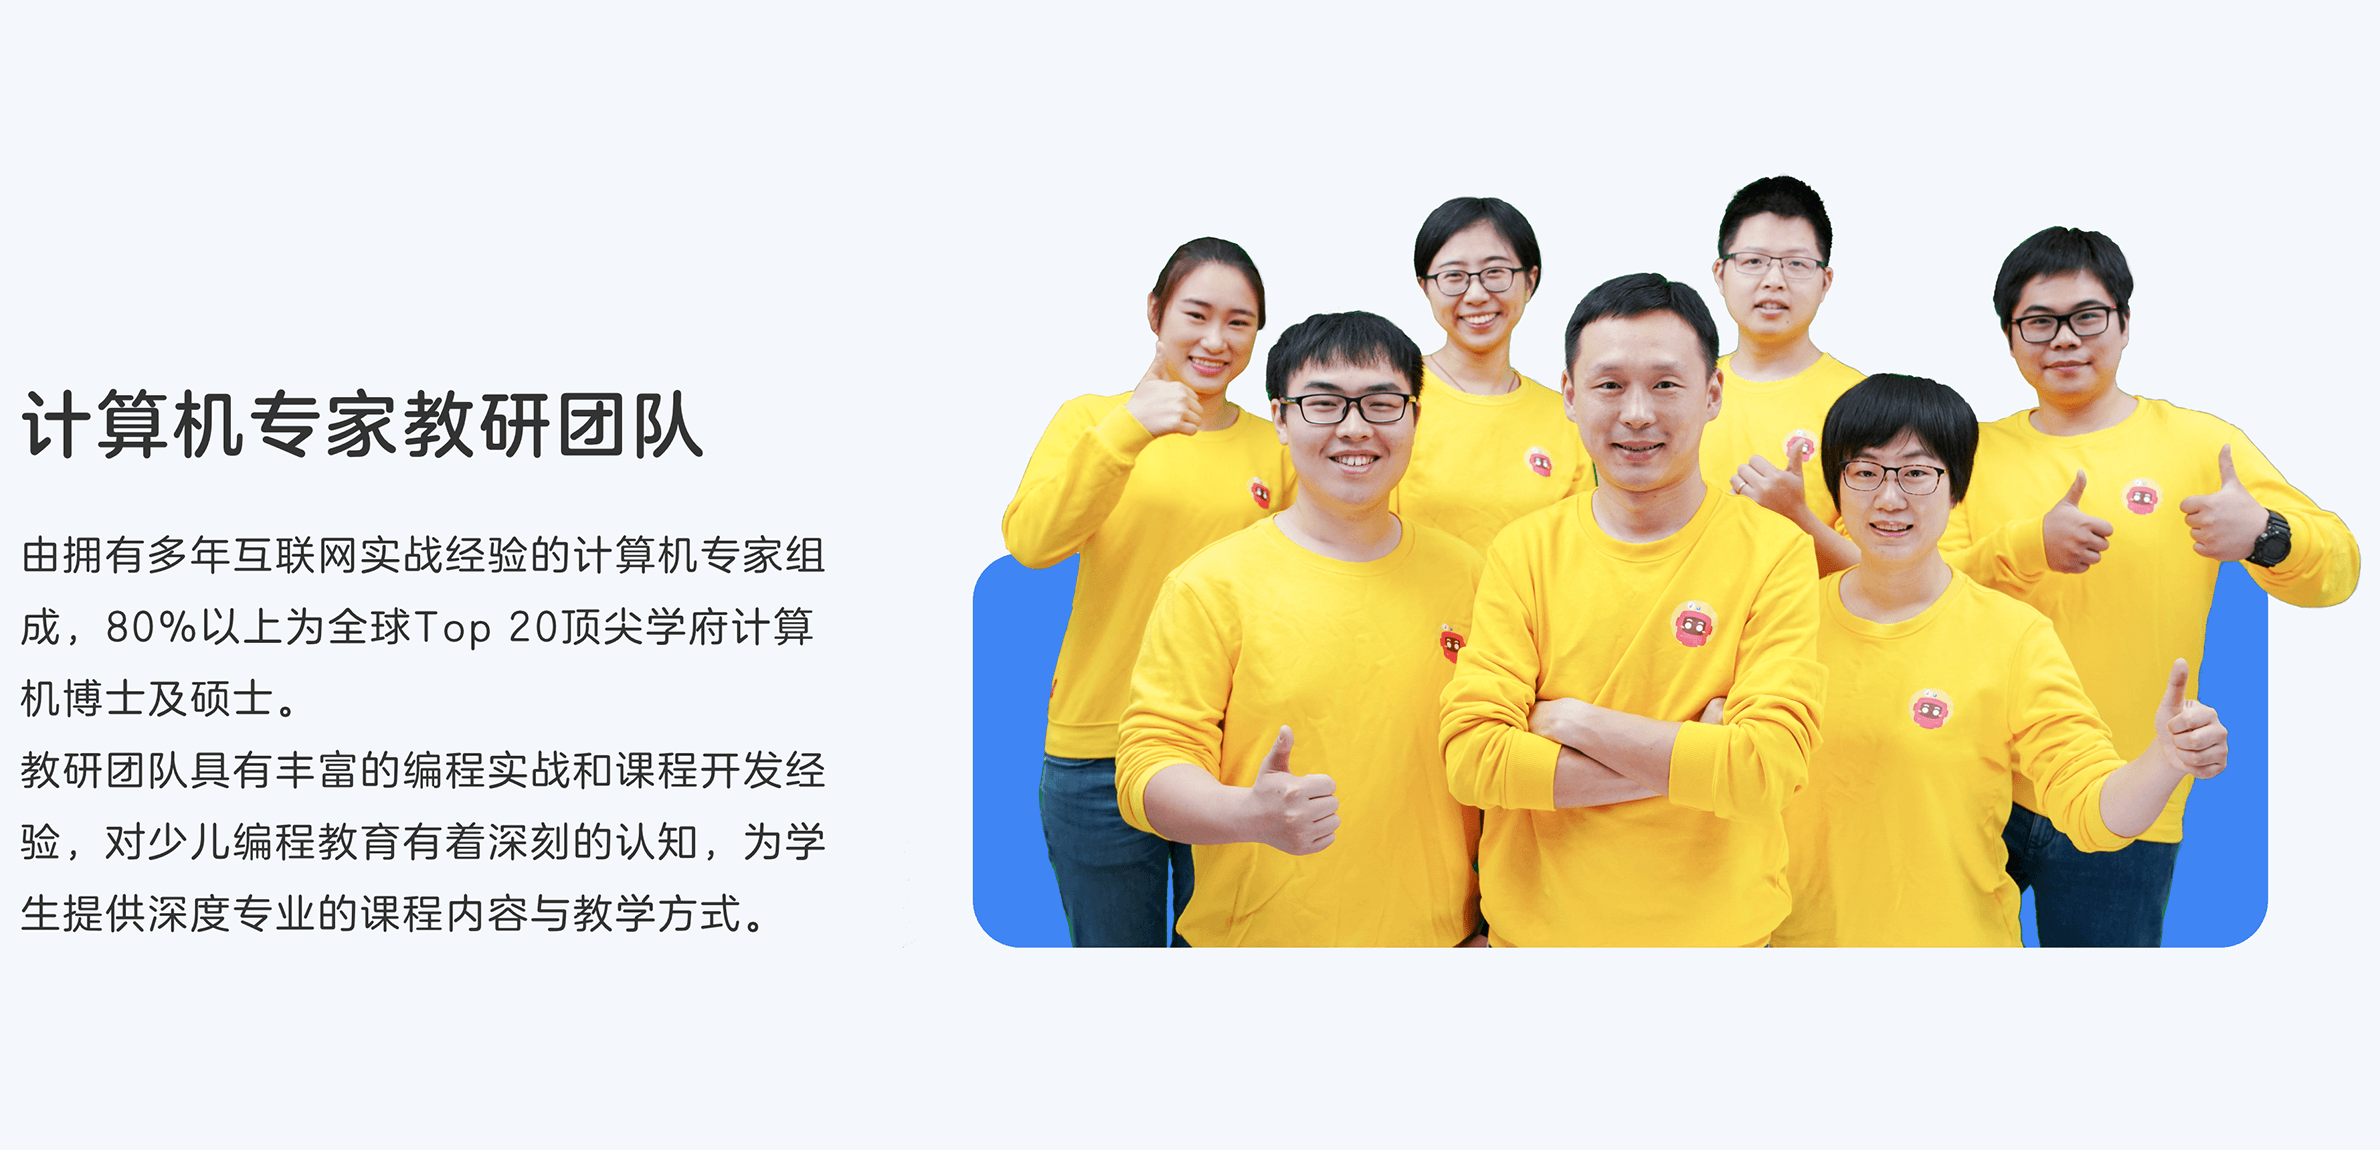 计算机专家教研团队
由拥有多年互联网实战经验的计算机专家组
成，80%以上为全球Top 20顶尖学府计算
机博士及硕士。
教研团队具有丰富的编程实战和课程开发经
验，对少儿编程教育有着深刻的认知，为学
生提供深度专业的课程内容与教学方式。